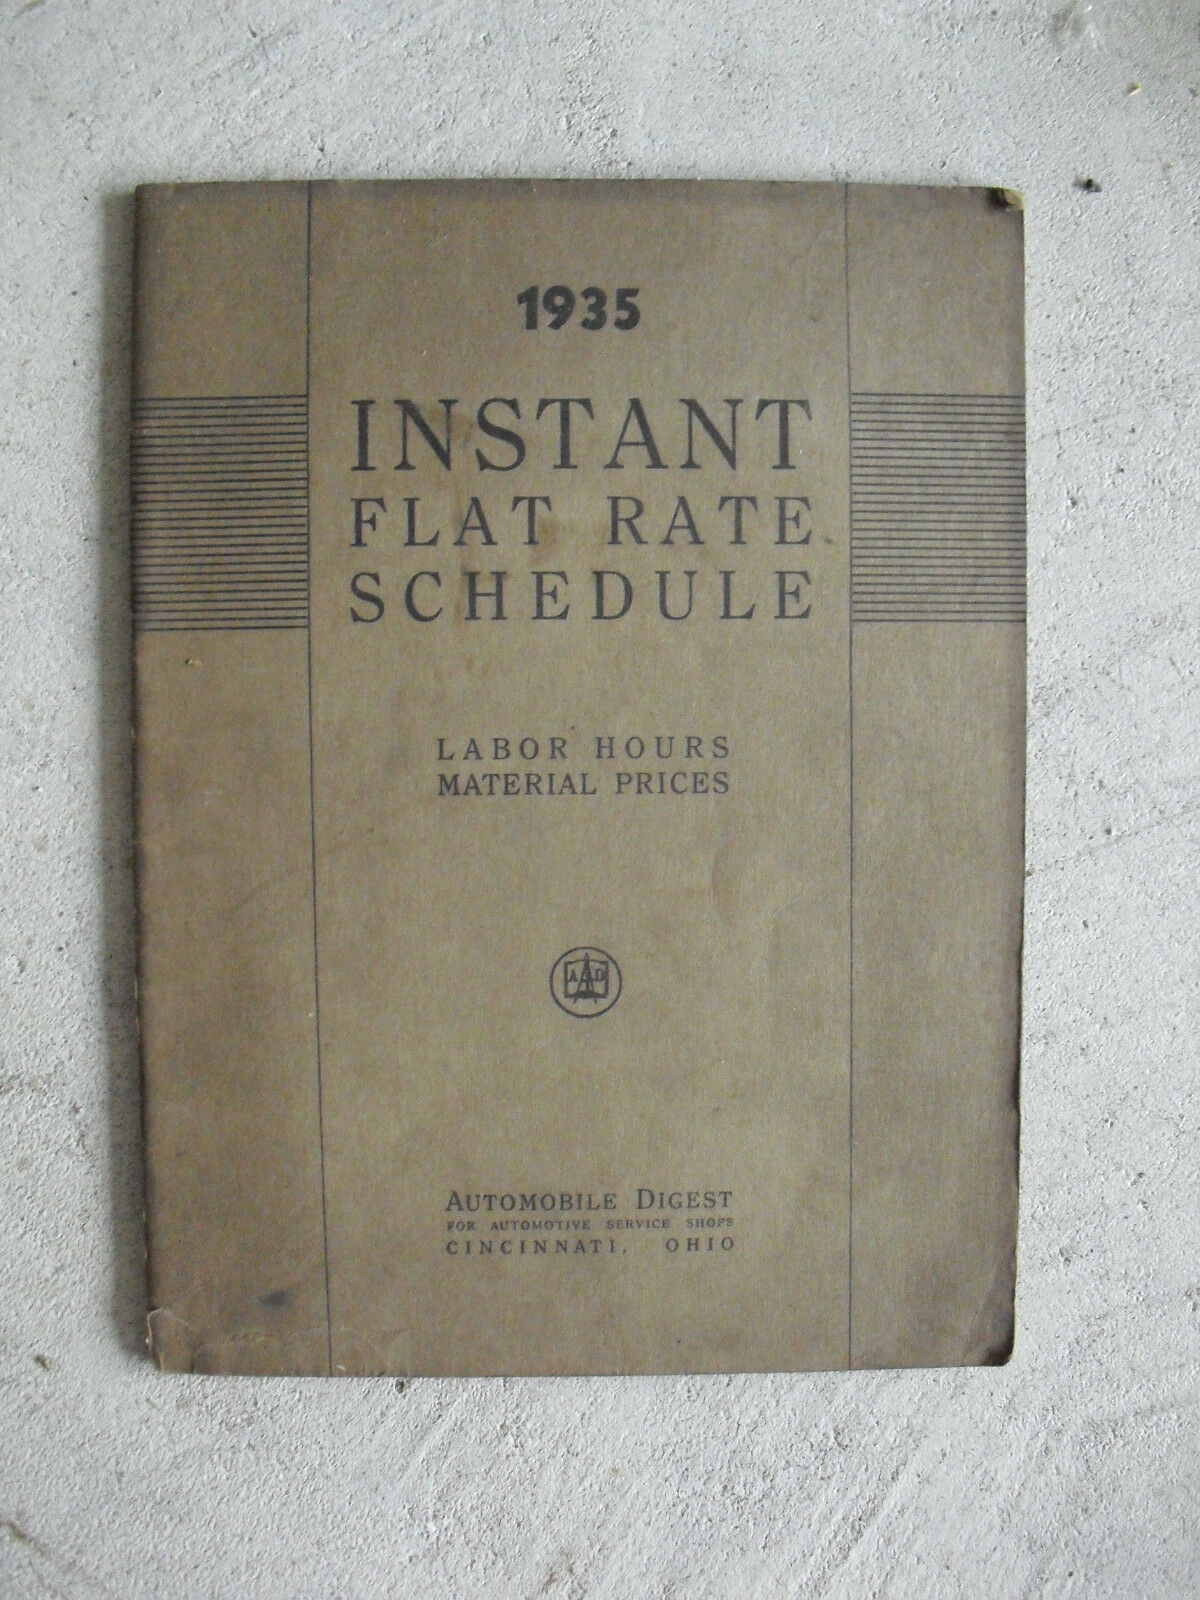 1935
INSTANT
FLAT RATE
SCHEDULE
LABOR HOURS
MATERIAL PRICES
A D
AUTOMOBILE DIGEST
FOR AUTOMOTIVE SERVICE SHOPS
CINCINNATI, OHIO